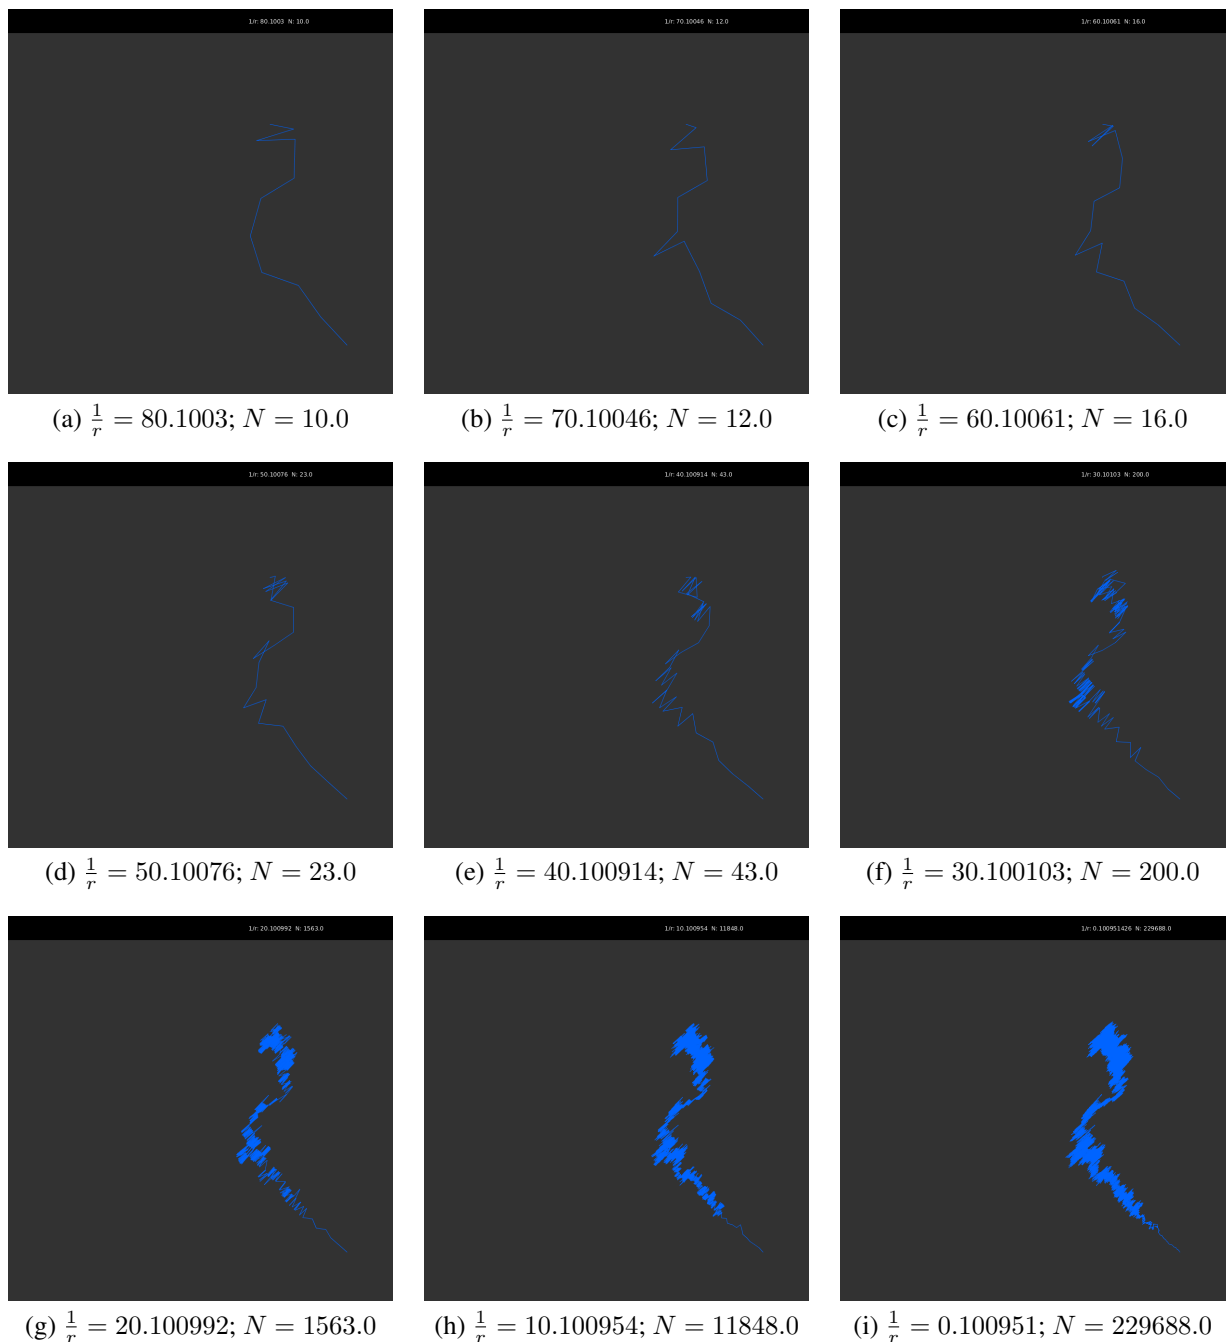 1/r: 80.1003 N: 10.0
1/r: 70.10046 N: 12.0
1/r: 60.10061 N: 16.0
(a) 1/r = 80.1003; N = 10.0
(b) 1/r = 70.10046; N = 12.0
(c) 1/r = 60.10061; N = 16.0
1/r: 50.10076 N: 23.0
1/r: 40.100914 N: 43.0
1/r: 30.10103 N: 200.0
(d) 1/r = 50.10076; N = 23.0
(e) 1/r = 40.100914; N = 43.0
(f) 1/r = 30.100103; N = 200.0
1/r: 20.100992 N: 1563.0
1/r: 10.100954 N: 11848.0
1/r: 0.100951426 N: 229688.0
(g) 1/r = 20.100992; N = 1563.0
(h) 1/r = 10.100954; N = 11848.0
(i) 1/r = 0.100951; N = 229688.0